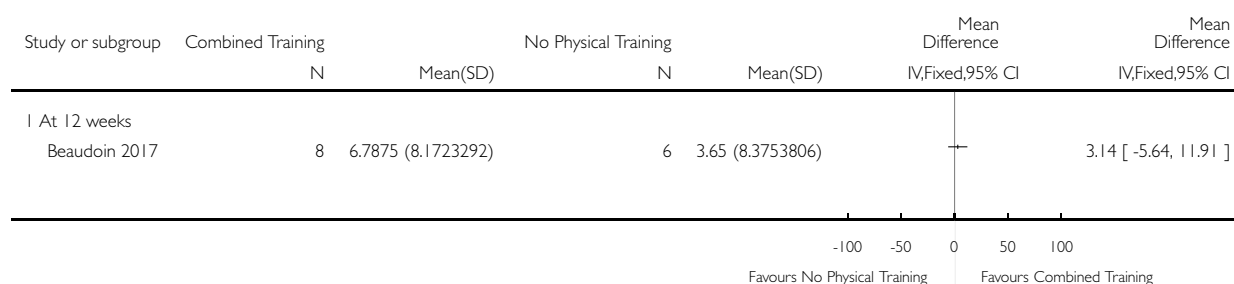 Mean Mean
Study or subgroup Combined Training No Physical Training Difference Difference
N Mean(SD) N Mean(SD) IV,Fixed,95% CI IV,Fixed,95% CI
1 At 12 weeks
Beaudoin 2017 8 6.7875 (8.1723292) 6 3.65 (8.3753806) 3.14 [ -5.64, 11.91 ]
-100 -50 0 50 100
Favours No Physical Training Favours Combined Training